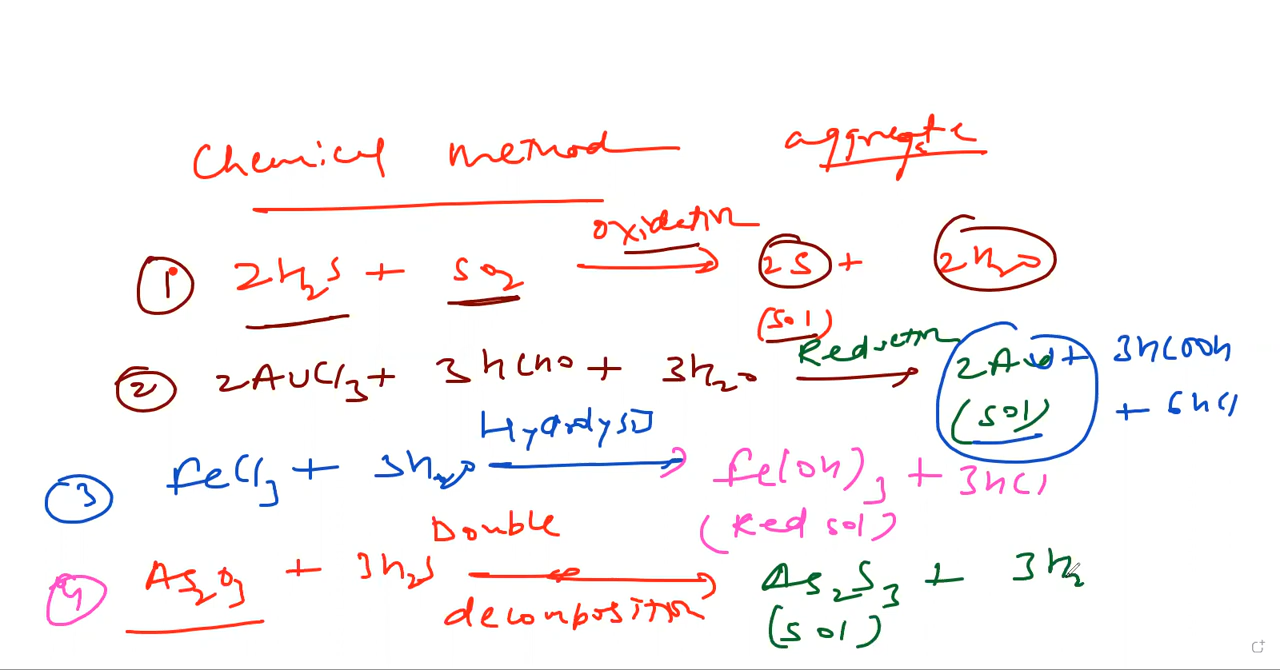 Chemical method aggregate
① 2H₂S + SO₂ oxidation → 2S + 2H₂O
(sol)
② 2AuCl₃ + 3HCHO + 3H₂O Reduction → 2Au + 3HCOOH
(sol) + 6HCl
③ FeCl₃ + 3H₂O Hydrolysis → Fe(OH)₃ + 3HCl
(Red sol)
④ As₂O₃ + 3H₂S Double decomposition → As₂S₃ + 3H₂
(sol)